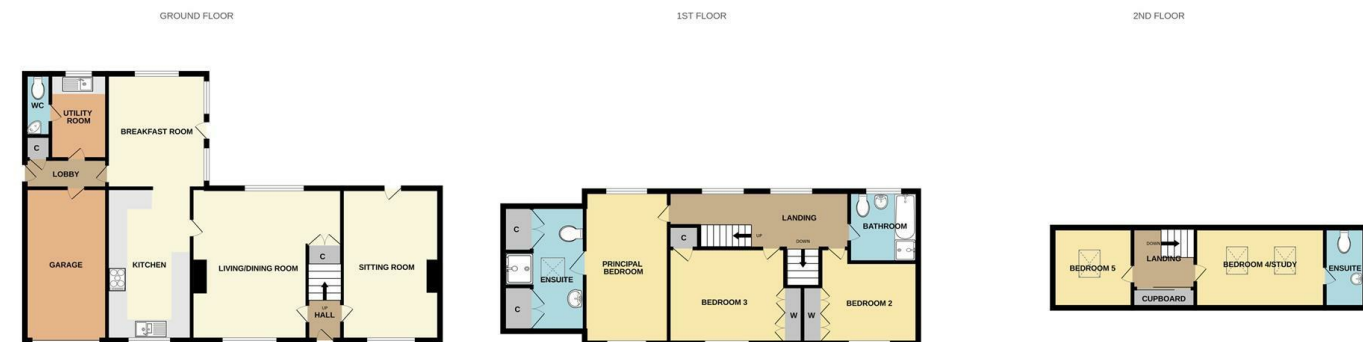 GROUND FLOOR
WC
UTILITY
ROOM
C
LOBBY
BREAKFAST ROOM
GARAGE
KITCHEN
LIVING/DINING ROOM
C
UP
HALL
SITTING ROOM
1ST FLOOR
C
ENSUITE
C
PRINCIPAL
BEDROOM
C
UP
LANDING
DOWN
BATHROOM
BEDROOM 3
W
W
BEDROOM 2
2ND FLOOR
BEDROOM 5
DOWN
LANDING
CUPBOARD
BEDROOM 4/STUDY
ENSUITE